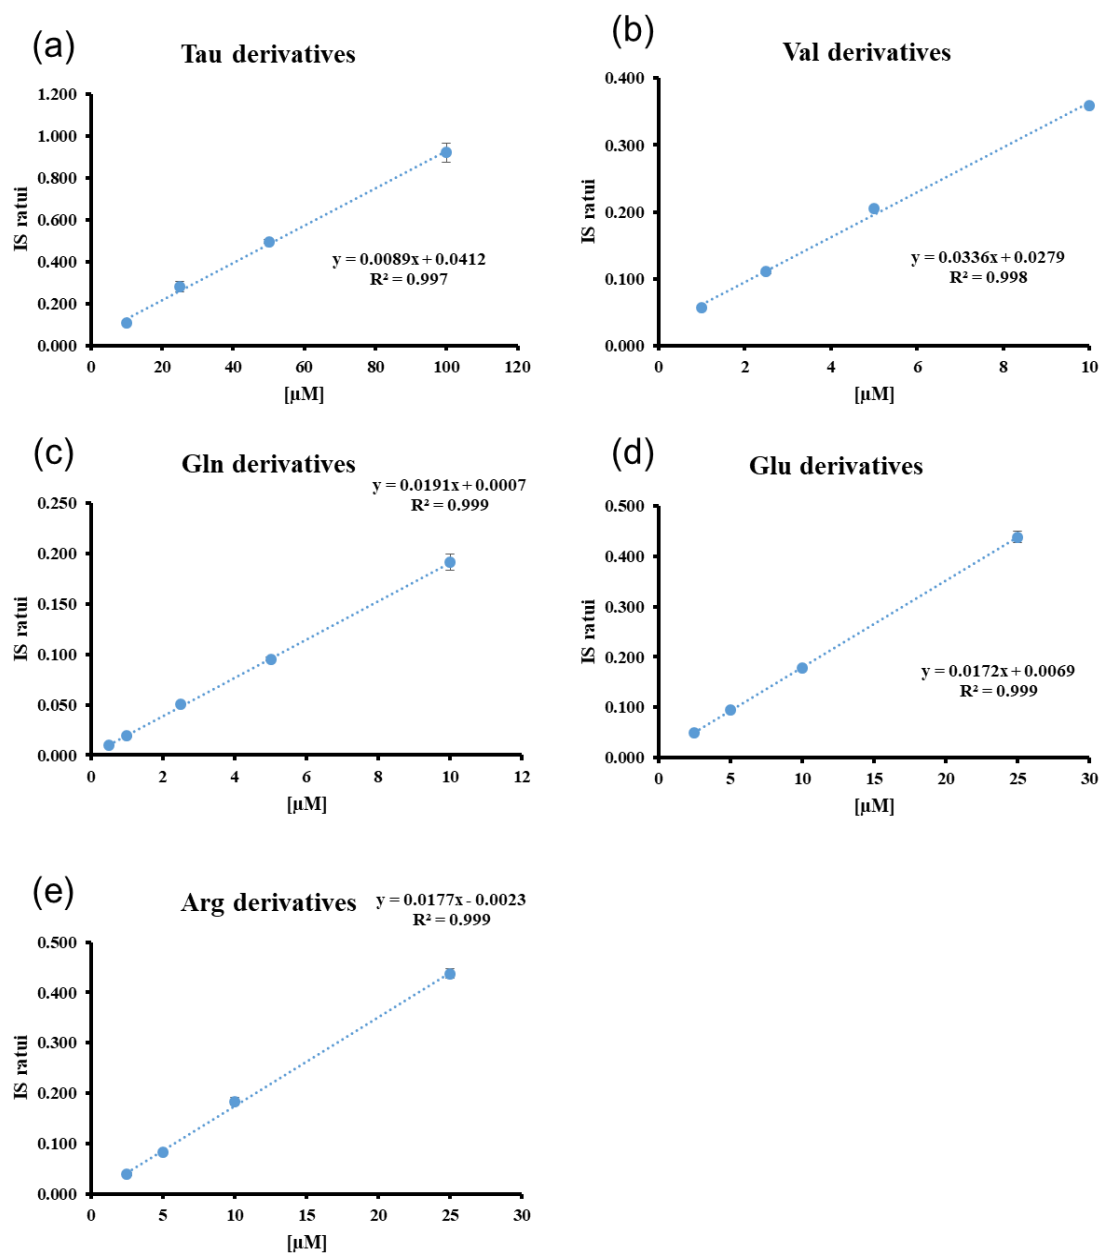 (a)
Tau derivatives
1.200
1.000
0.800
0.600
0.400
0.200
0.000
IS ratui
y = 0.0089x + 0.0412
R² = 0.997
0 20 40 60 80 100 120
[µM]
(b)
Val derivatives
0.400
0.300
0.200
0.100
0.000
IS ratui
y = 0.0336x + 0.0279
R² = 0.998
0 2 4 6 8 10
[µM]
(c)
Gln derivatives
y = 0.0191x + 0.0007
R² = 0.999
0.250
0.200
0.150
0.100
0.050
0.000
IS ratui
0 2 4 6 8 10 12
[µM]
(d)
Glu derivatives
0.500
0.400
0.300
0.200
0.100
0.000
IS ratui
y = 0.0172x + 0.0069
R² = 0.999
0 5 10 15 20 25 30
[µM]
(e)
Arg derivatives
y = 0.0177x - 0.0023
R² = 0.999
0.500
0.400
0.300
0.200
0.100
0.000
IS ratui
0 5 10 15 20 25 30
[µM]